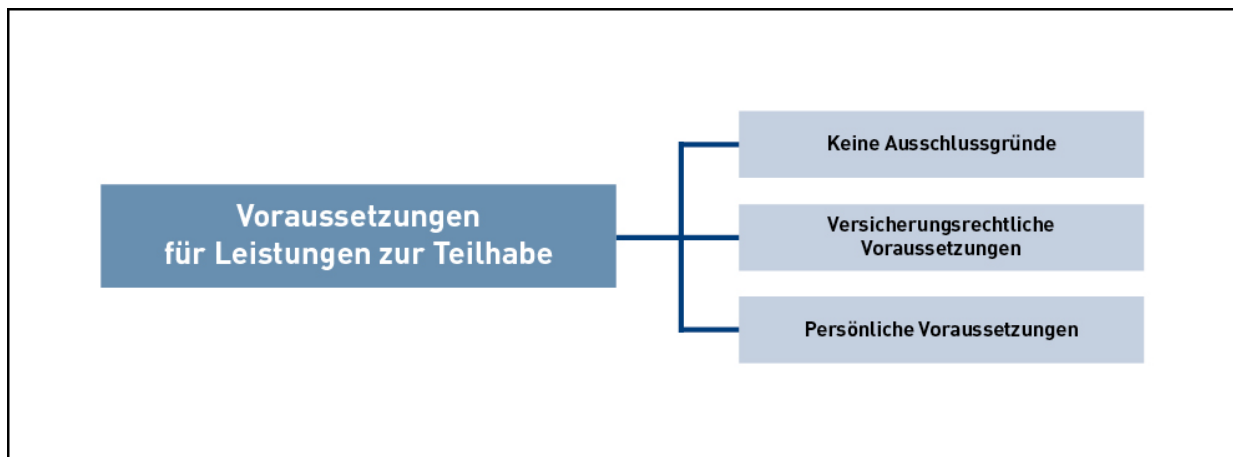 Voraussetzungen
für Leistungen zur Teilhabe
Keine Ausschlussgründe
Versicherungsrechtliche
Voraussetzungen
Persönliche Voraussetzungen